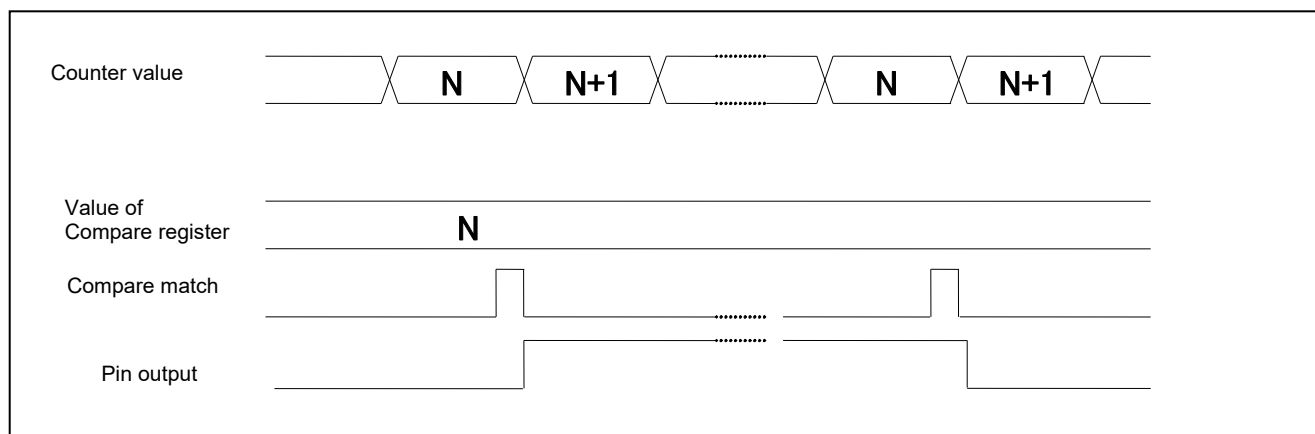 Counter value N N+1 N N+1
Value of
Compare register N
Compare match
Pin output